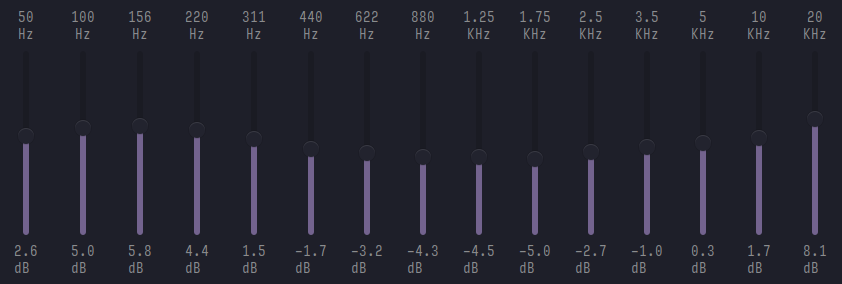 50 100 156 220 311 440 622 880 1.25 1.75 2.5 3.5 5 10 20
Hz Hz Hz Hz Hz Hz Hz Hz KHz KHz KHz KHz KHz KHz KHz
2.6 5.0 5.8 4.4 1.5 -1.7 -3.2 -4.3 -4.5 -5.0 -2.7 -1.0 0.3 1.7 8.1
dB dB dB dB dB dB dB dB dB dB dB dB dB dB dB